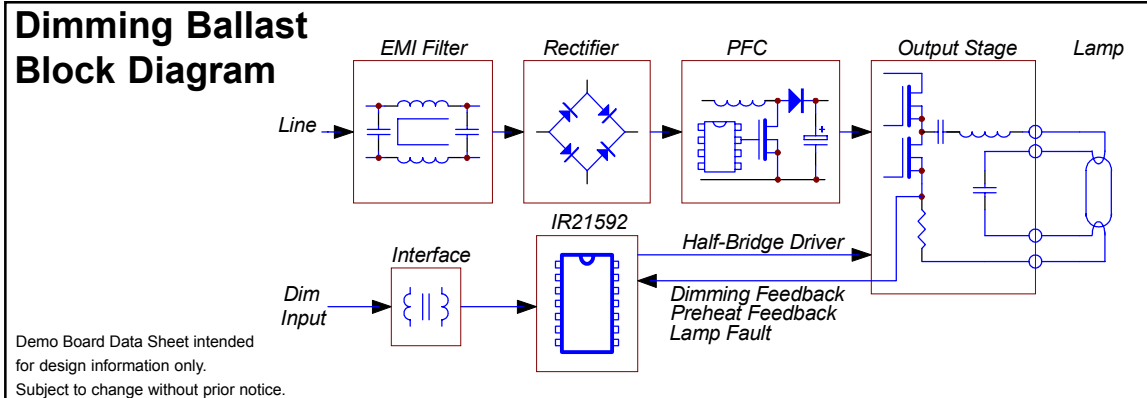 Dimming Ballast
Block Diagram
EMI Filter
Rectifier
PFC
Output Stage
Lamp
Line
+
IR21592
Interface
Half-Bridge Driver
Dim
Input
Dimming Feedback
Preheat Feedback
Lamp Fault
Demo Board Data Sheet intended
for design information only.
Subject to change without prior notice.